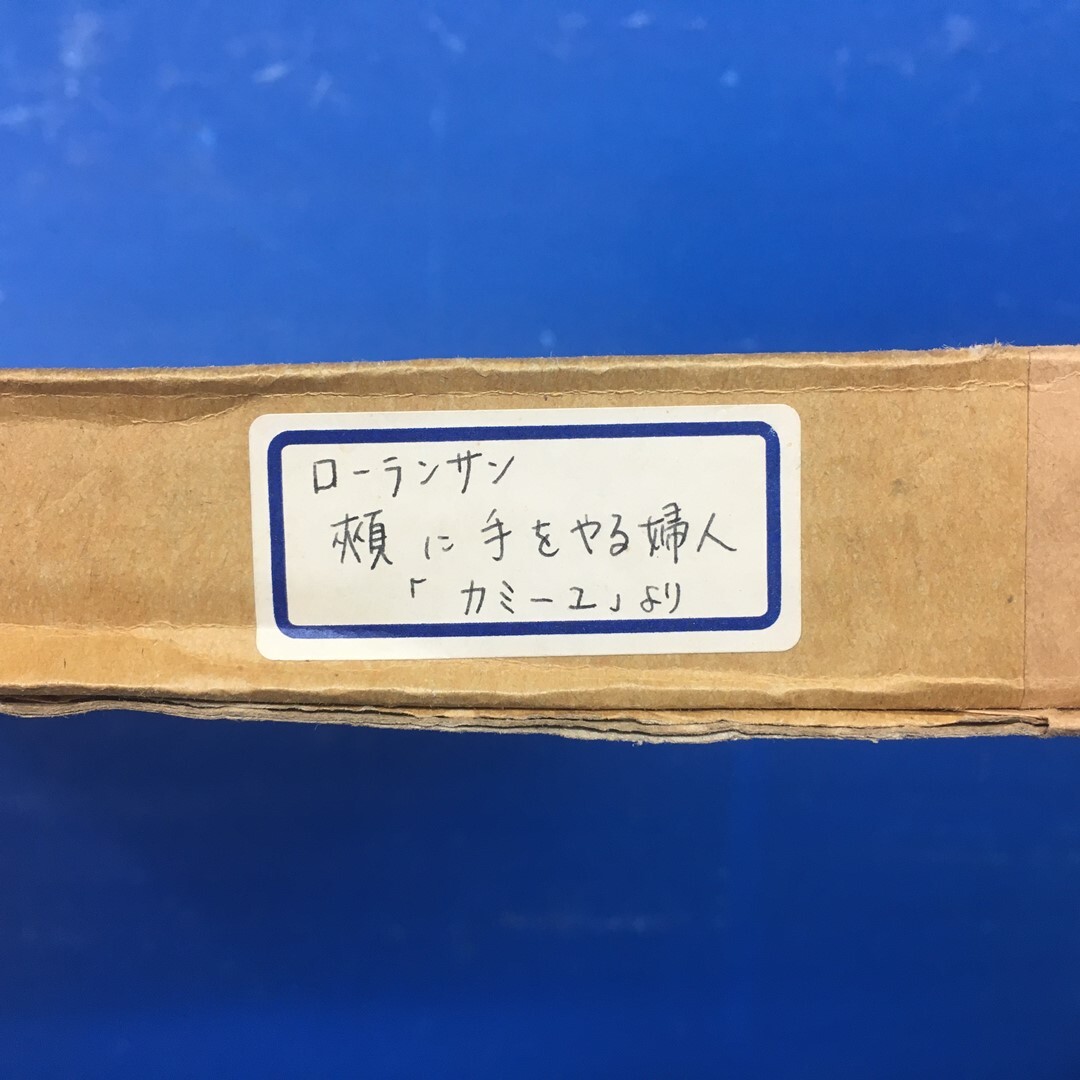 ローランサン
頬に手をやる婦人
「カミーユ」より